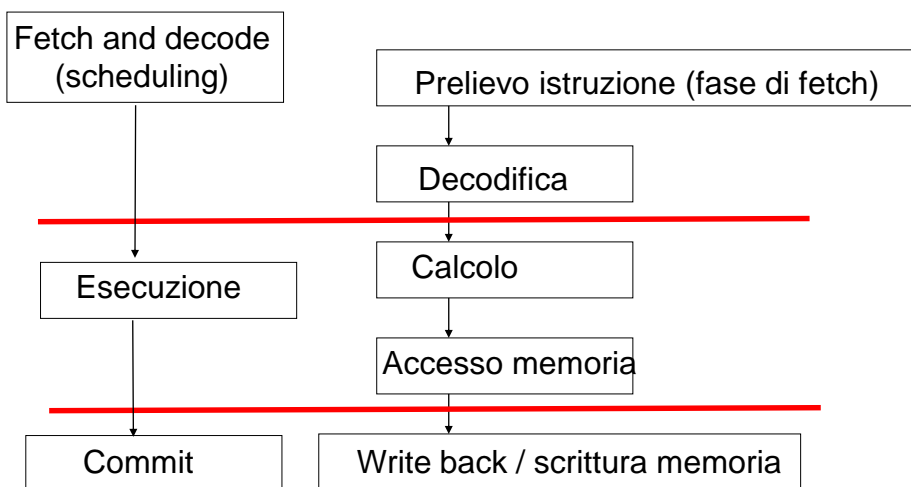 Fetch and decode
(scheduling)
Prelievo istruzione (fase di fetch)
Decodifica
Esecuzione
Calcolo
Accesso memoria
Commit
Write back / scrittura memoria